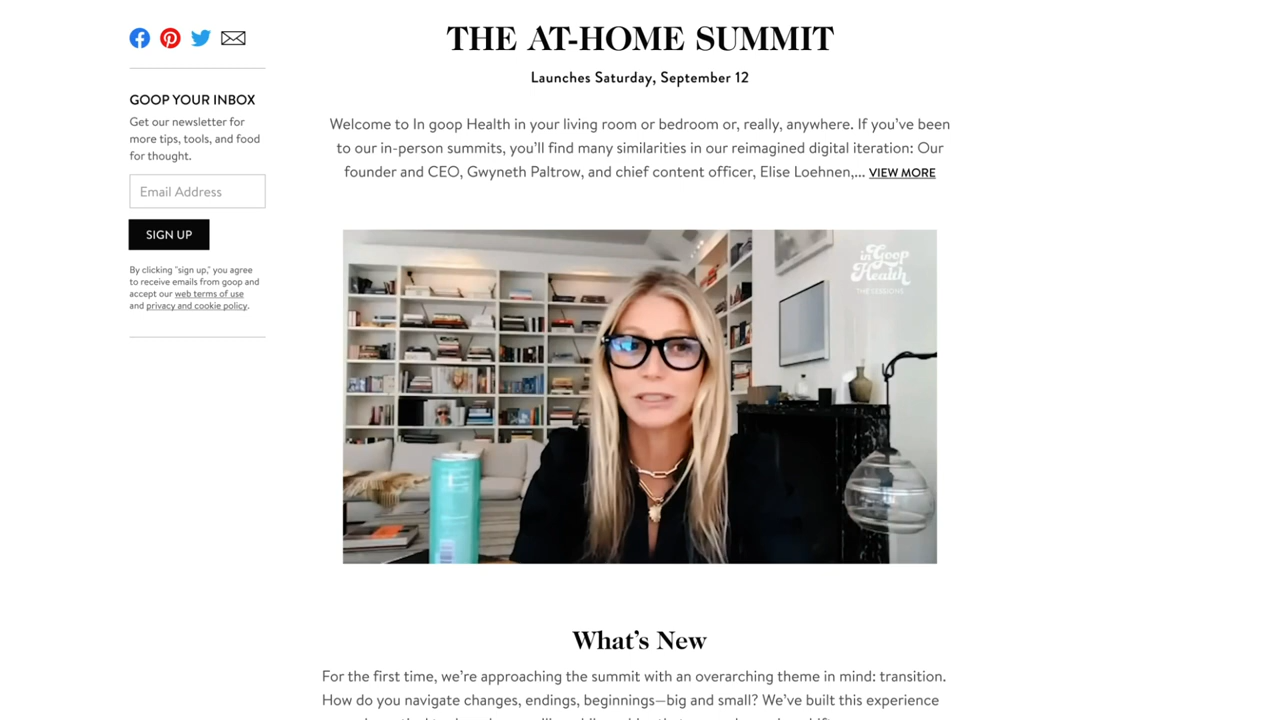 THE AT-HOME SUMMIT
Launches Saturday, September 12
GOOP YOUR INBOX
Get our newsletter for
more tips, tools, and food
for thought.
Email Address
SIGN UP
By clicking "sign up," you agree
to receive emails from goop and
accept our web terms of use
and privacy and cookie policy.
Welcome to In goop Health in your living room or bedroom or, really, anywhere. If you've been
to our in-person summits, you'll find many similarities in our reimagined digital iteration: Our
founder and CEO, Gwyneth Paltrow, and chief content officer, Elise Loehnen,... VIEW MORE
in Goop
Health
THE SESSIONS
What's New
For the first time, we're approaching the summit with an overarching theme in mind: transition.
How do you navigate changes, endings, beginnings—big and small? We've built this experience